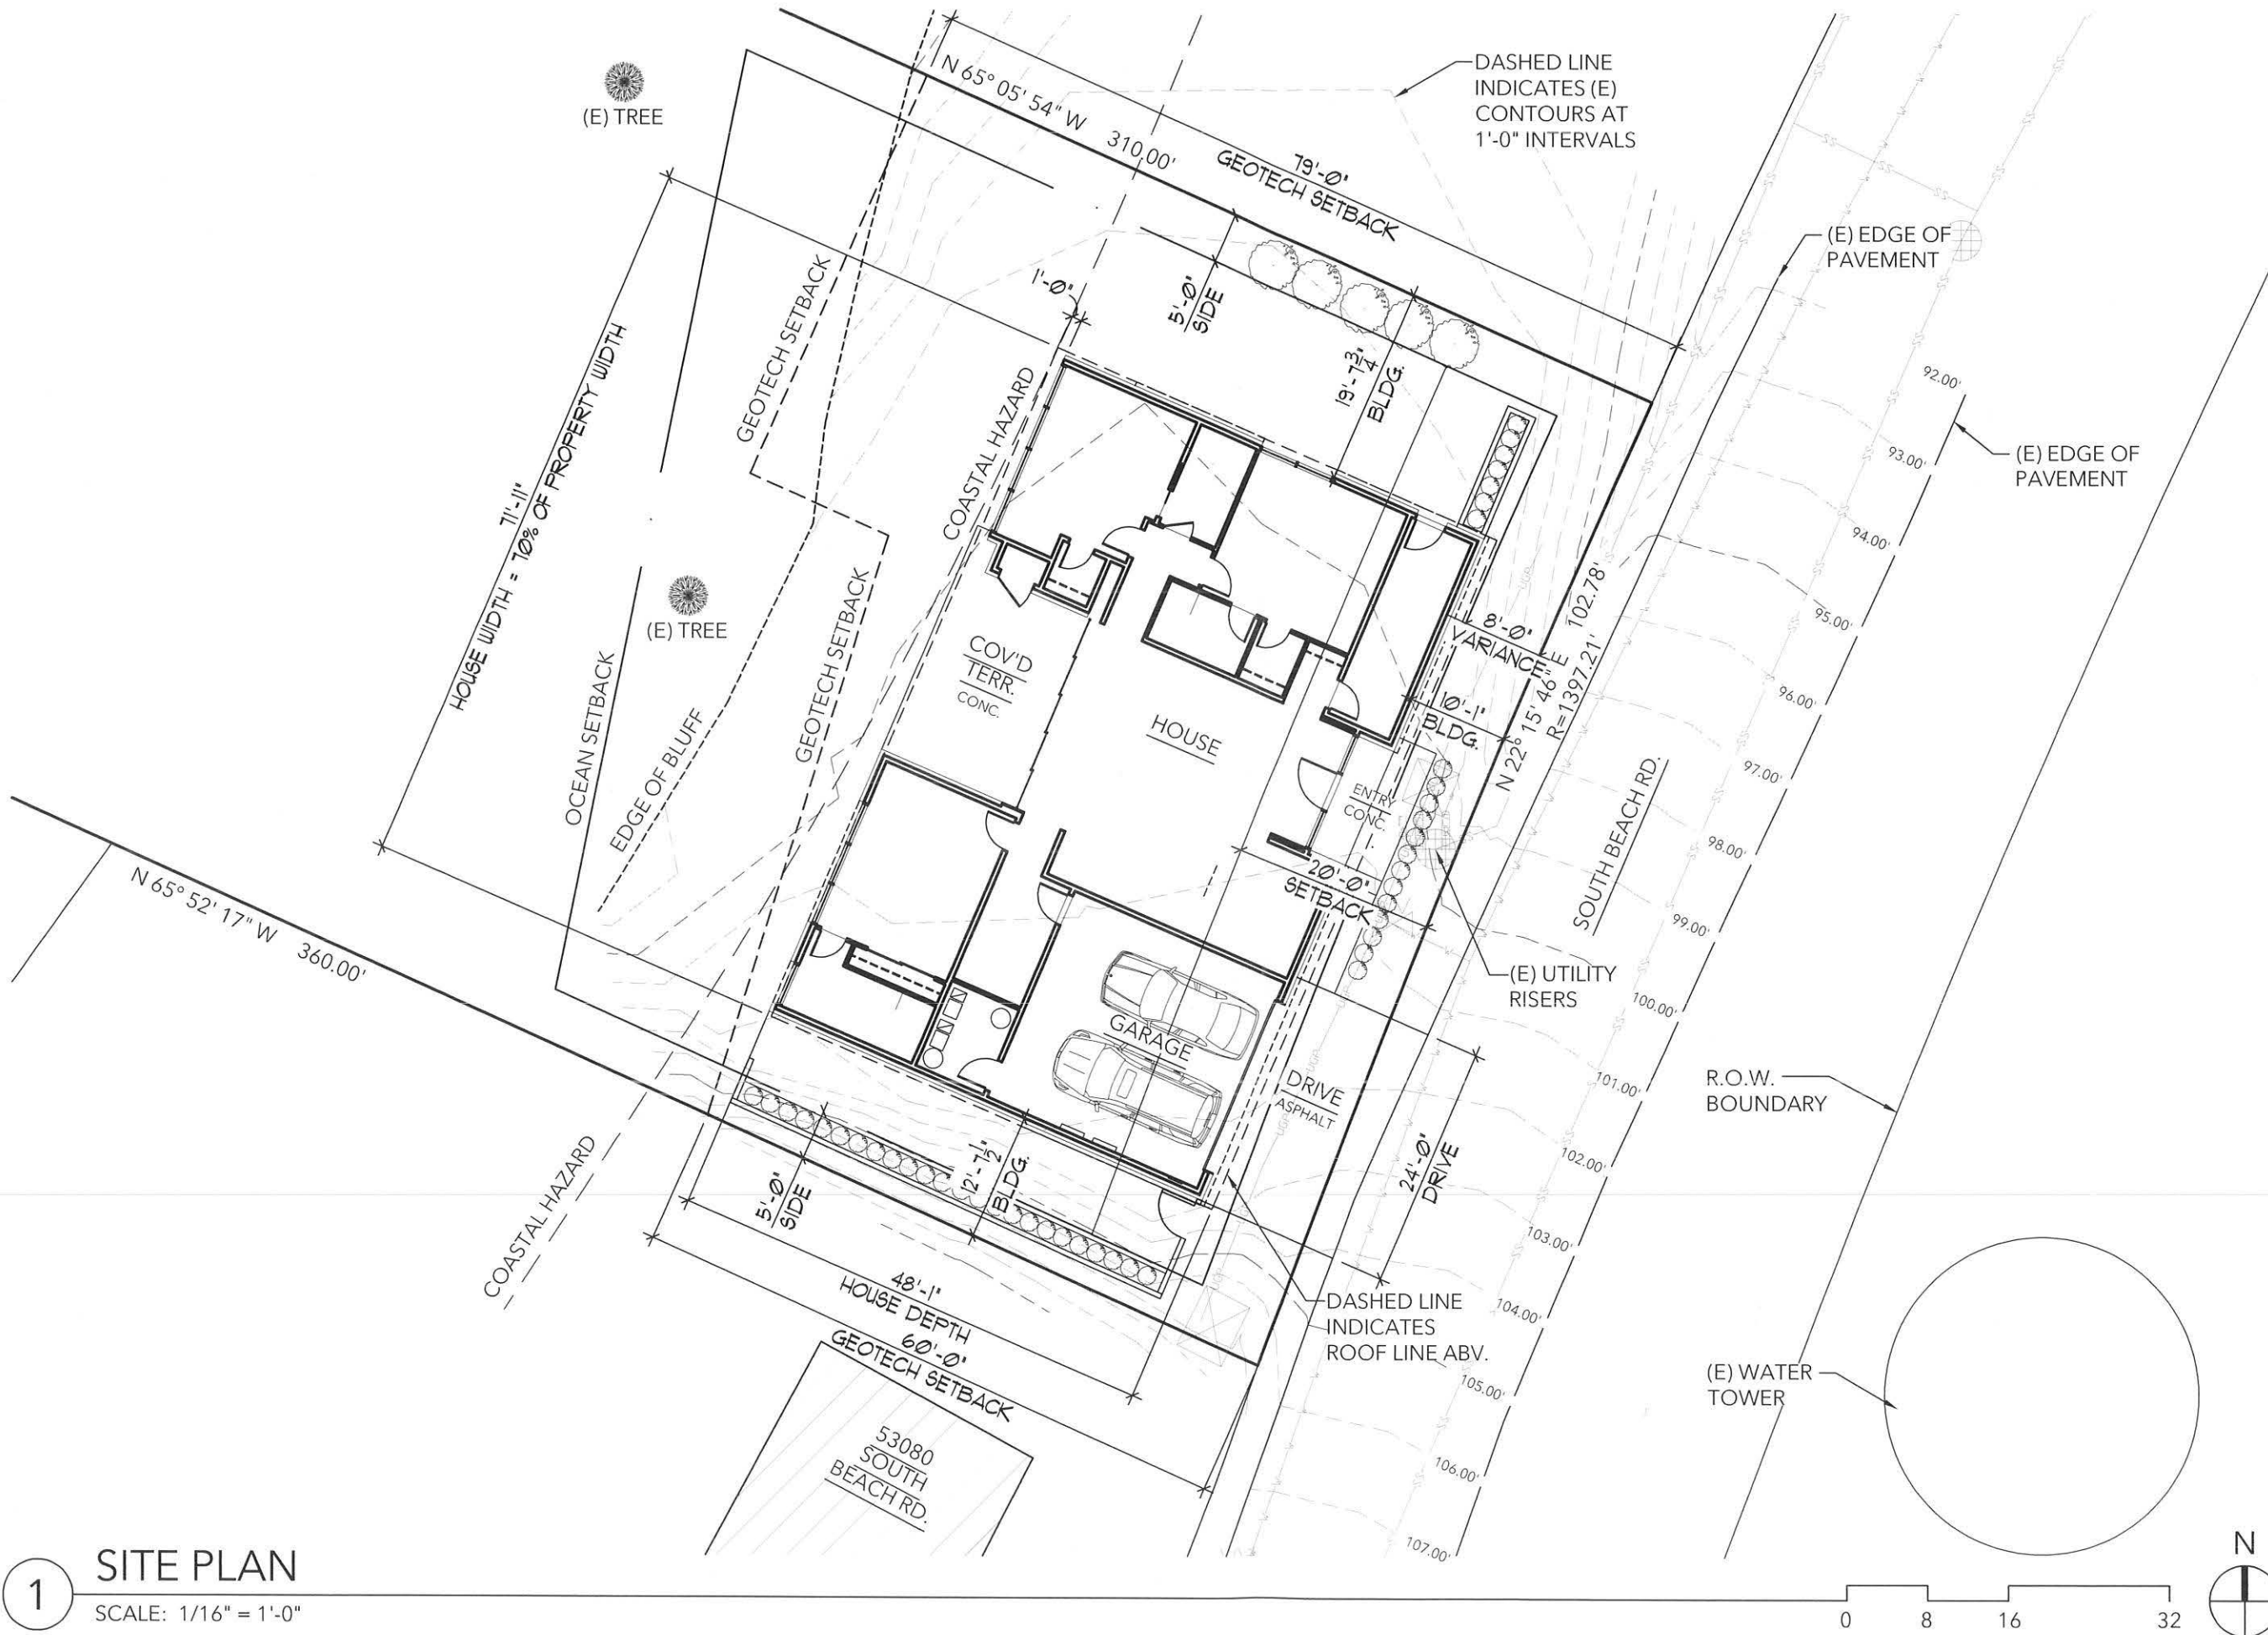 (E) TREE
N 65° 05' 54" W    310.00'
79'-0"
GEOTECH SETBACK
DASHED LINE
INDICATES (E)
CONTOURS AT
1'-0" INTERVALS
(E) EDGE OF
PAVEMENT
(E) EDGE OF
PAVEMENT
71'-11"
HOUSE WIDTH = 70% OF PROPERTY WIDTH
GEOTECH SETBACK
1'-0"
5'-0"
SIDE
19'-7 3/4"
BLDG.
COASTAL HAZARD
(E) TREE
OCEAN SETBACK
EDGE OF BLUFF
GEOTECH SETBACK
COV'D
TERR.
CONC.
HOUSE
8'-0"
VARIANCE
10'-1"
BLDG.
N 22° 15' 46" E    102.78'
R=1397.21'
ENTRY
CONC.
20'-0"
SETBACK
SOUTH BEACH RD.
(E) UTILITY
RISERS
92.00'
93.00'
94.00'
95.00'
96.00'
97.00'
98.00'
99.00'
100.00'
101.00'
102.00'
103.00'
104.00'
105.00'
106.00'
107.00'
N 65° 52' 17" W    360.00'
GARAGE
DRIVE
ASPHALT
24'-0"
DRIVE
R.O.W.
BOUNDARY
COASTAL HAZARD
5'-0"
SIDE
12'-7 1/2"
BLDG.
48'-1"
HOUSE DEPTH
60'-0"
GEOTECH SETBACK
DASHED LINE
INDICATES
ROOF LINE ABV.
(E) WATER
TOWER
53080
SOUTH
BEACH RD.
UGP
UGP
SS
SS
W
W
1
SITE PLAN
SCALE:  1/16" = 1'-0"
0 8 16 32
N